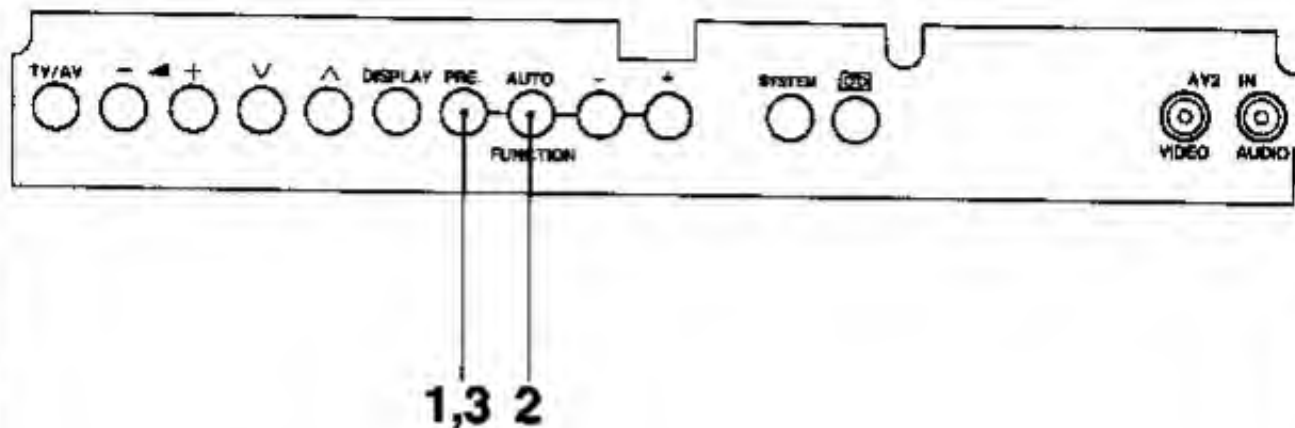 TV/AV − + ∨ ∧ DISPLAY PRE. AUTO - + SYSTEM AV2 IN
FUNCTION VIDEO AUDIO
1,3 2